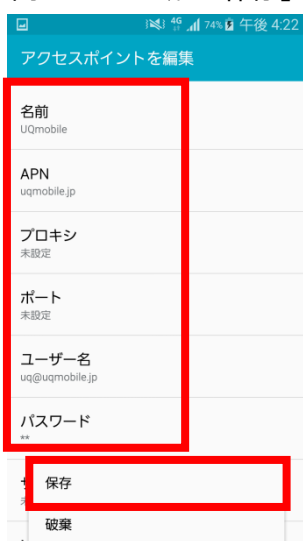 4G 74% 午後 4:22
アクセスポイントを編集
名前
UQmobile
APN
uqmobile.jp
プロキシ
未設定
ポート
未設定
ユーザー名
uq@uqmobile.jp
パスワード
**
保存
破棄